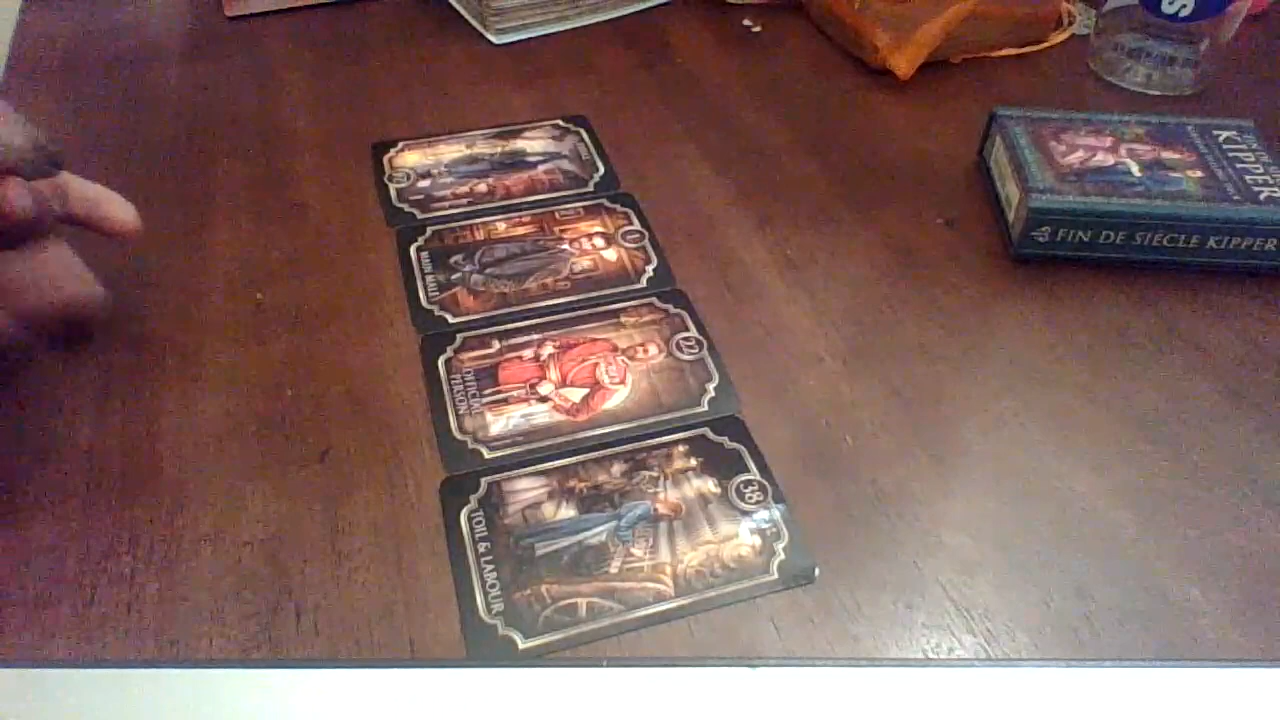 1
MAIN MALE
22
OFFICIAL
PERSON
38
TOIL & LABOUR
KIPPER
FIN DE SIÈCLE KIPPER
S